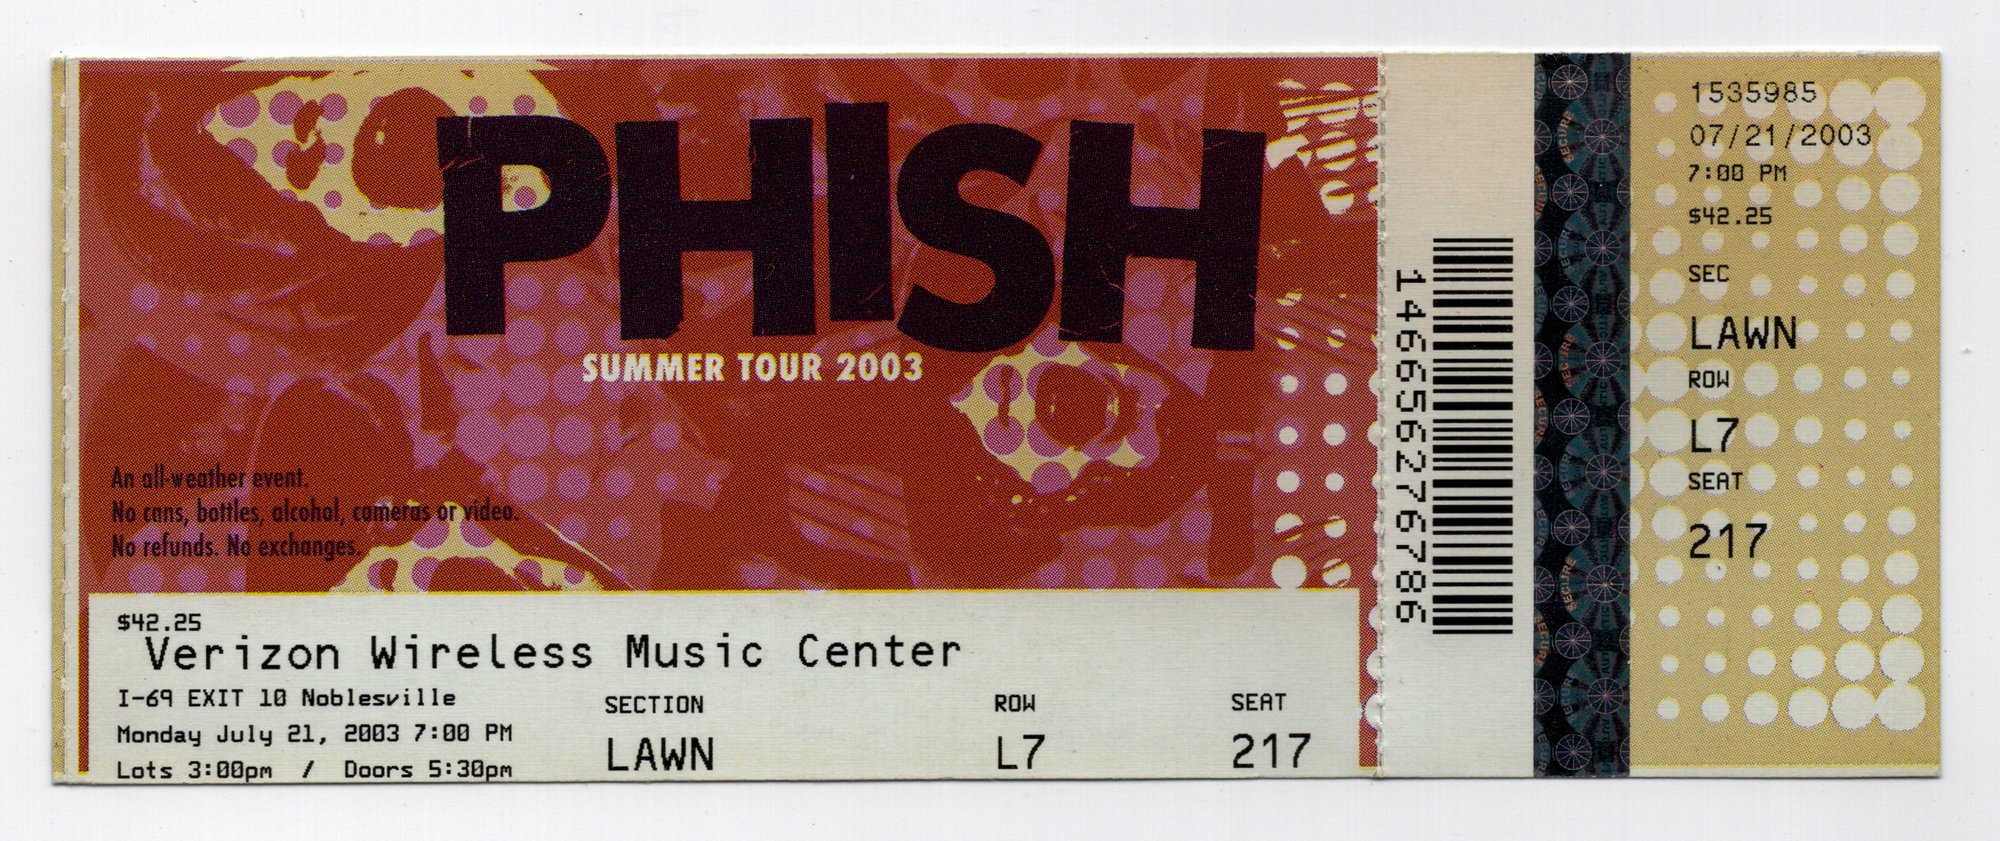 PHISH
SUMMER TOUR 2003
An all-weather event.
No cans, bottles, alcohol, cameras or video.
No refunds. No exchanges.
$42.25
Verizon Wireless Music Center
I-69 EXIT 10 Noblesville
Monday July 21, 2003 7:00 PM
Lots 3:00pm / Doors 5:30pm
SECTION ROW SEAT
LAWN L7 217
1466562767​86
SECURE
1535985
07/21/2003
7:00 PM
$42.25
SEC
LAWN
ROW
L7
SEAT
217